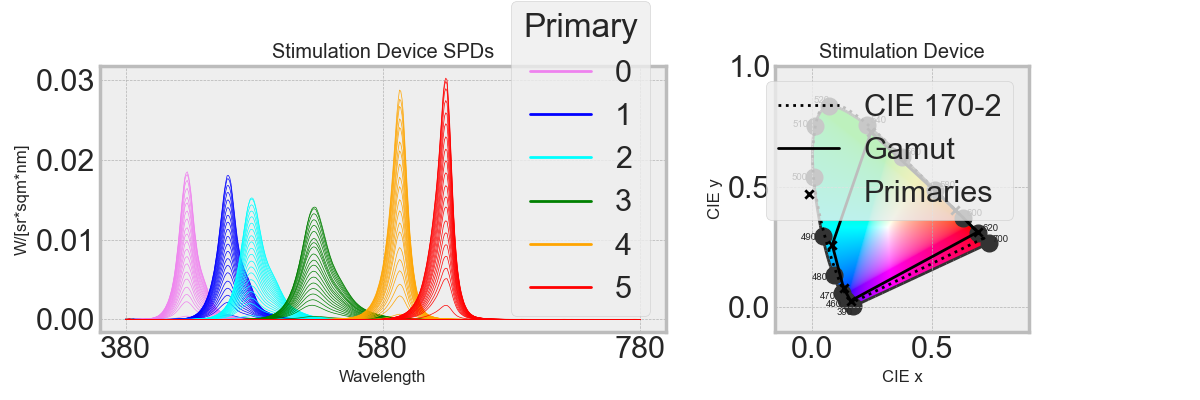 Stimulation Device SPDs
W/[sr*sqm*nm]
0.03
0.02
0.01
0.00
380
580
780
Wavelength
Primary
0
1
2
3
4
5
Stimulation Device
CIE y
1.0
0.5
0.0
0.0
0.5
CIE x
CIE 170-2
Gamut
Primaries
510
500
490
480
470
460
620
700